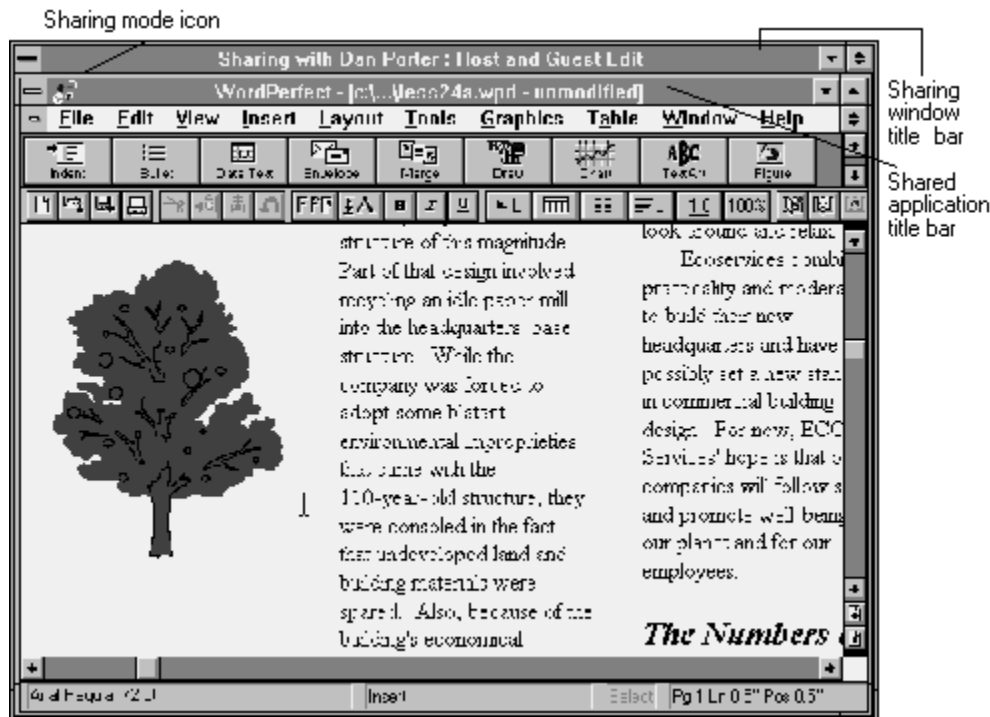 Sharing mode icon
Sharing with Dan Porter : Host and Guest Edit
WordPerfect - [c:\...\less24a.wpd - unmodified]
File Edit View Insert Layout Tools Graphics Table Window Help
Indent Bullet Data Text Envelope Merge Draw Chart TextArt Figure
B I U L 1.0 100%
structure of this magnitude
Part of that design involved
recycling an idle paper mill
into the headquarters' base
structure. While the
company was forced to
adopt some blatant
environmental improprieties
that came with the
110-year-old structure, they
were consoled in the fact
that undeveloped land and
building materials were
spared. Also, because of the
building's economical
look around and relax
Ecoservices combi
practicality and modera
to build their new
headquarters and have
possibly set a new stan
in commercial building
design. For now, ECO
Services' hope is that o
companies will follow s
and promote well being
our planet and for our
employees.
The Numbers
Insert Select Pg 1 Ln 0.5" Pos 0.5"
Sharing
window
title bar
Shared
application
title bar